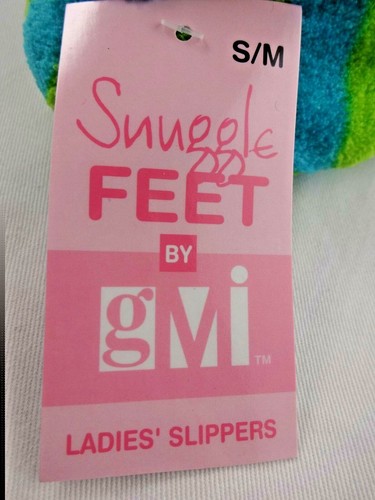 S/M
Snuggle
FEET
BY
gMi
TM
LADIES' SLIPPERS